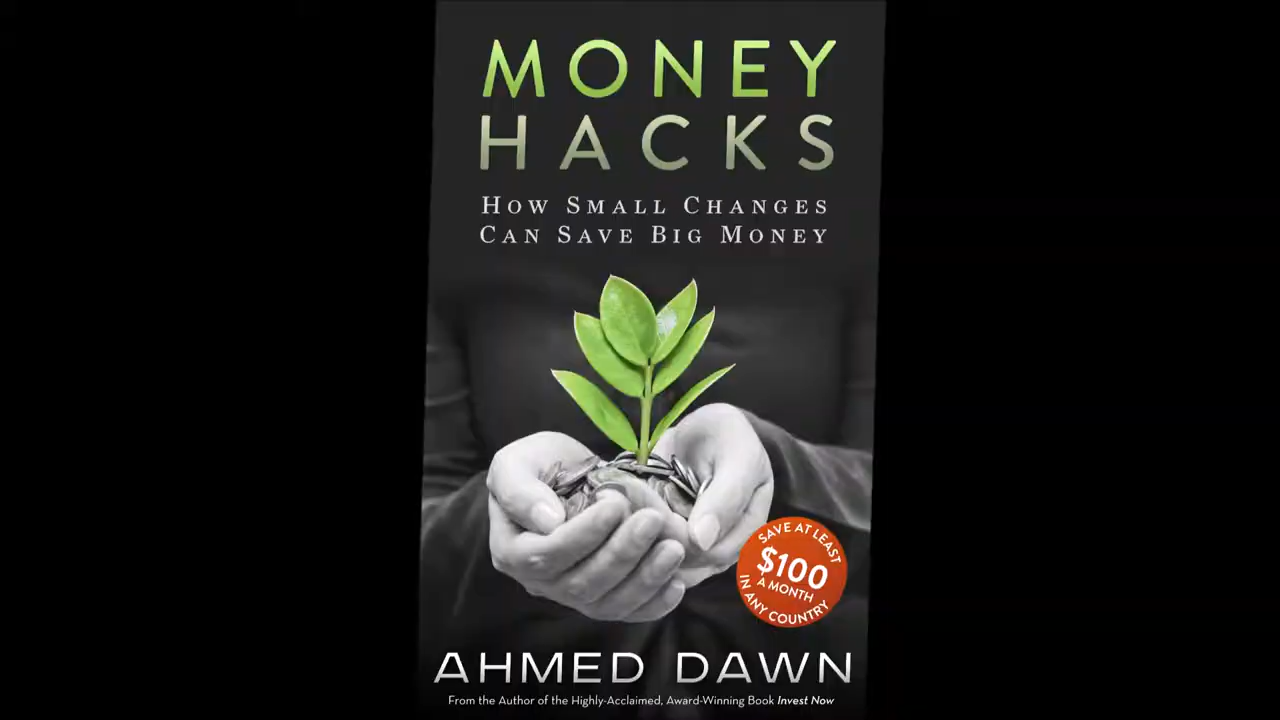 MONEY
HACKS
HOW SMALL CHANGES
CAN SAVE BIG MONEY
SAVE AT LEAST
$100
A MONTH
IN ANY COUNTRY
AHMED DAWN
From the Author of the Highly-Acclaimed, Award-Winning Book Invest Now